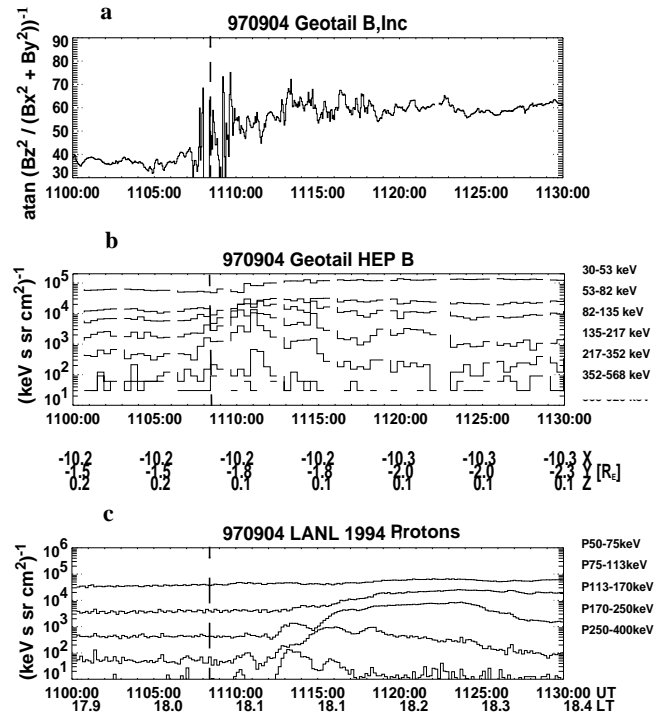 a
970904 Geotail B,Inc
atan (Bz² / (Bx² + By²))⁻¹
90
80
70
60
50
40
30
1100:00 1105:00 1110:00 1115:00 1120:00 1125:00 1130:00
b
970904 Geotail HEP B
(keV s sr cm²)⁻¹
10⁵
10⁴
10³
10²
10¹
30-53 keV
53-82 keV
82-135 keV
135-217 keV
217-352 keV
352-568 keV
1100:00 1105:00 1110:00 1115:00 1120:00 1125:00 1130:00
-10.2 -10.2 -10.2 -10.2 -10.3 -10.3 -10.3 X
-1.5 -1.5 -1.8 -1.8 -2.0 -2.0 -2.3 Y [RE]
0.2 0.2 0.1 0.1 0.1 0.1 0.1 Z
c
970904 LANL 1994 Protons
(keV s sr cm²)⁻¹
10⁶
10⁵
10⁴
10³
10²
10¹
P50-75keV
P75-113keV
P113-170keV
P170-250keV
P250-400keV
1100:00 1105:00 1110:00 1115:00 1120:00 1125:00 1130:00 UT
17.9 18.0 18.1 18.1 18.2 18.3 18.4 LT